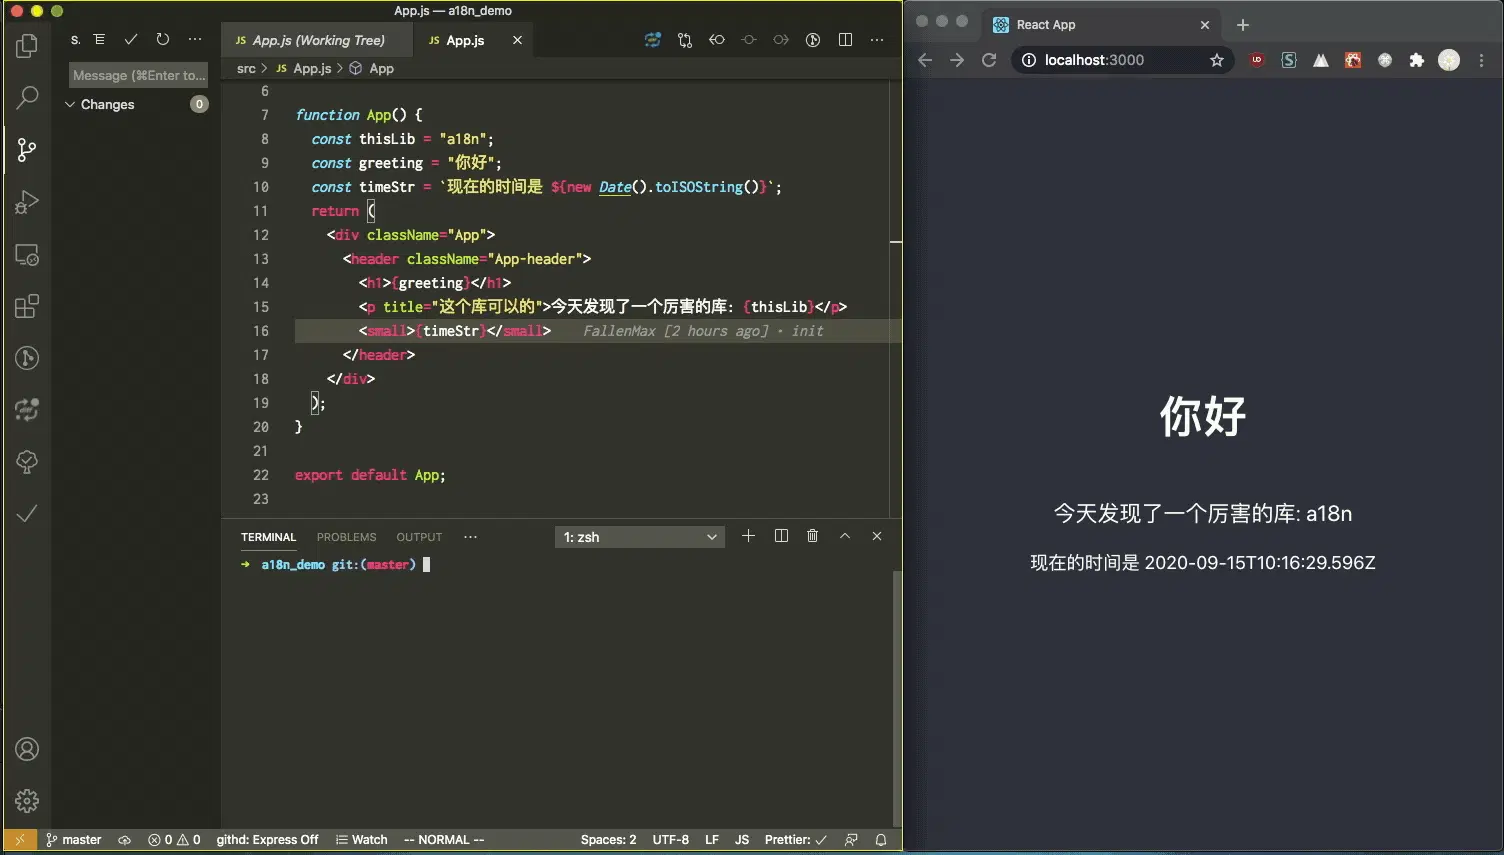 App.js — a18n_demo
S.
Message (⌘Enter to...
Changes
0
JS App.js (Working Tree)
JS App.js
src > JS App.js > App
6
7 function App() {
8 const thisLib = "a18n";
9 const greeting = "你好";
10 const timeStr = `现在的时间是 ${new Date().toISOString()}`;
11 return (
12 <div className="App">
13 <header className="App-header">
14 <h1>{greeting}</h1>
15 <p title="这个库可以的">今天发现了一个厉害的库: {thisLib}</p>
16 <small>{timeStr}</small> FallenMax [2 hours ago] • init
17 </header>
18 </div>
19 );
20 }
21
22 export default App;
23
TERMINAL PROBLEMS OUTPUT ... 1: zsh
→ a18n_demo git:(master)
master 0 0 githd: Express Off Watch -- NORMAL -- Spaces: 2 UTF-8 LF JS Prettier: ✓
React App
localhost:3000
你好
今天发现了一个厉害的库: a18n
现在的时间是 2020-09-15T10:16:29.596Z